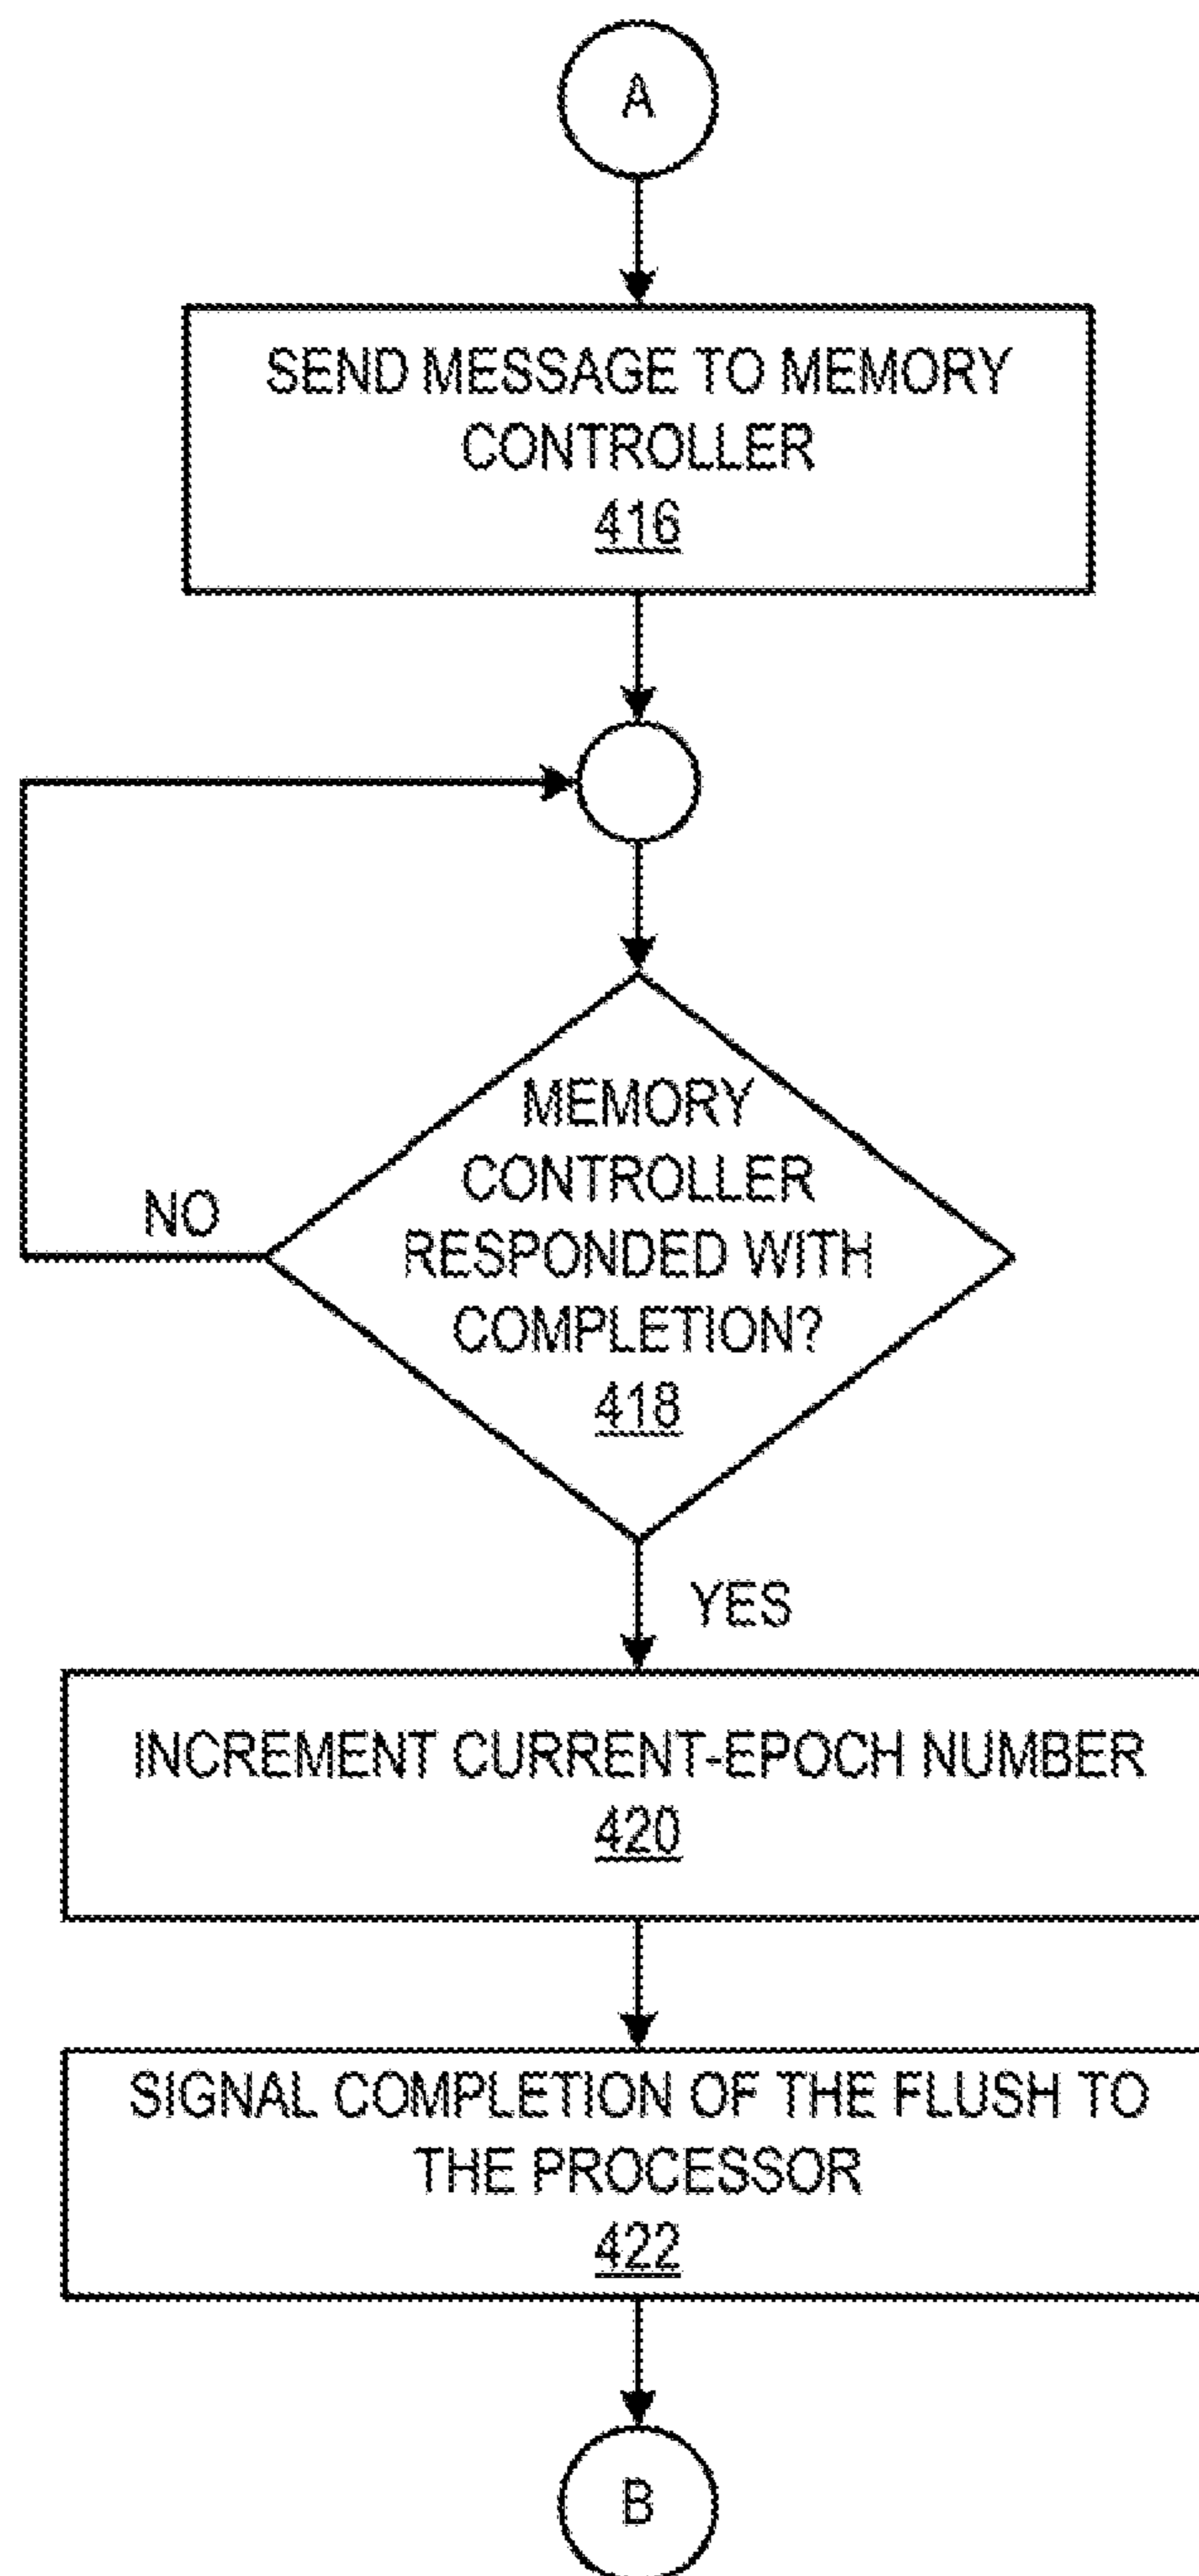 A
SEND MESSAGE TO MEMORY
CONTROLLER
416
MEMORY
CONTROLLER
RESPONDED WITH
COMPLETION?
418
NO
YES
INCREMENT CURRENT-EPOCH NUMBER
420
SIGNAL COMPLETION OF THE FLUSH TO
THE PROCESSOR
422
B